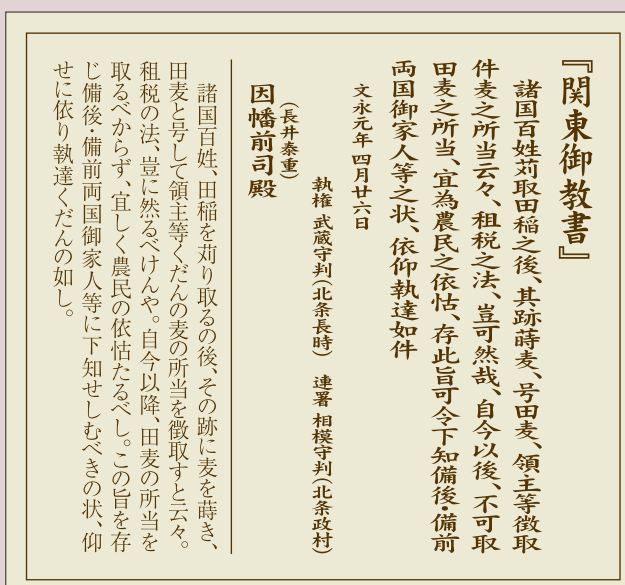 『関東御教書』
諸国百姓苅取田稲之後、其跡蒔麦、号田麦、領主等徴取
件麦之所当云々、租税之法、豈可然哉、自今以後、不可取
田麦之所当、宜為農民之依怙、存此旨可令下知備後・備前
両国御家人等之状、依仰執達如件
文永元年 四月廿六日
執権 武蔵守判(北条長時) 連署 相模守判(北条政村)
(長井泰重)
因幡前司殿
諸国百姓、田稲を苅り取るの後、その跡に麦を蒔き、
田麦と号して領主等くだんの麦の所当を徴取すと云々。
租税の法、豈に然るべけんや。自今以降、田麦の所当を
取るべからず、宜しく農民の依怙たるべし。この旨を存
じ備後・備前両国御家人等に下知せしむべきの状、仰
せに依り執達くだんの如し。